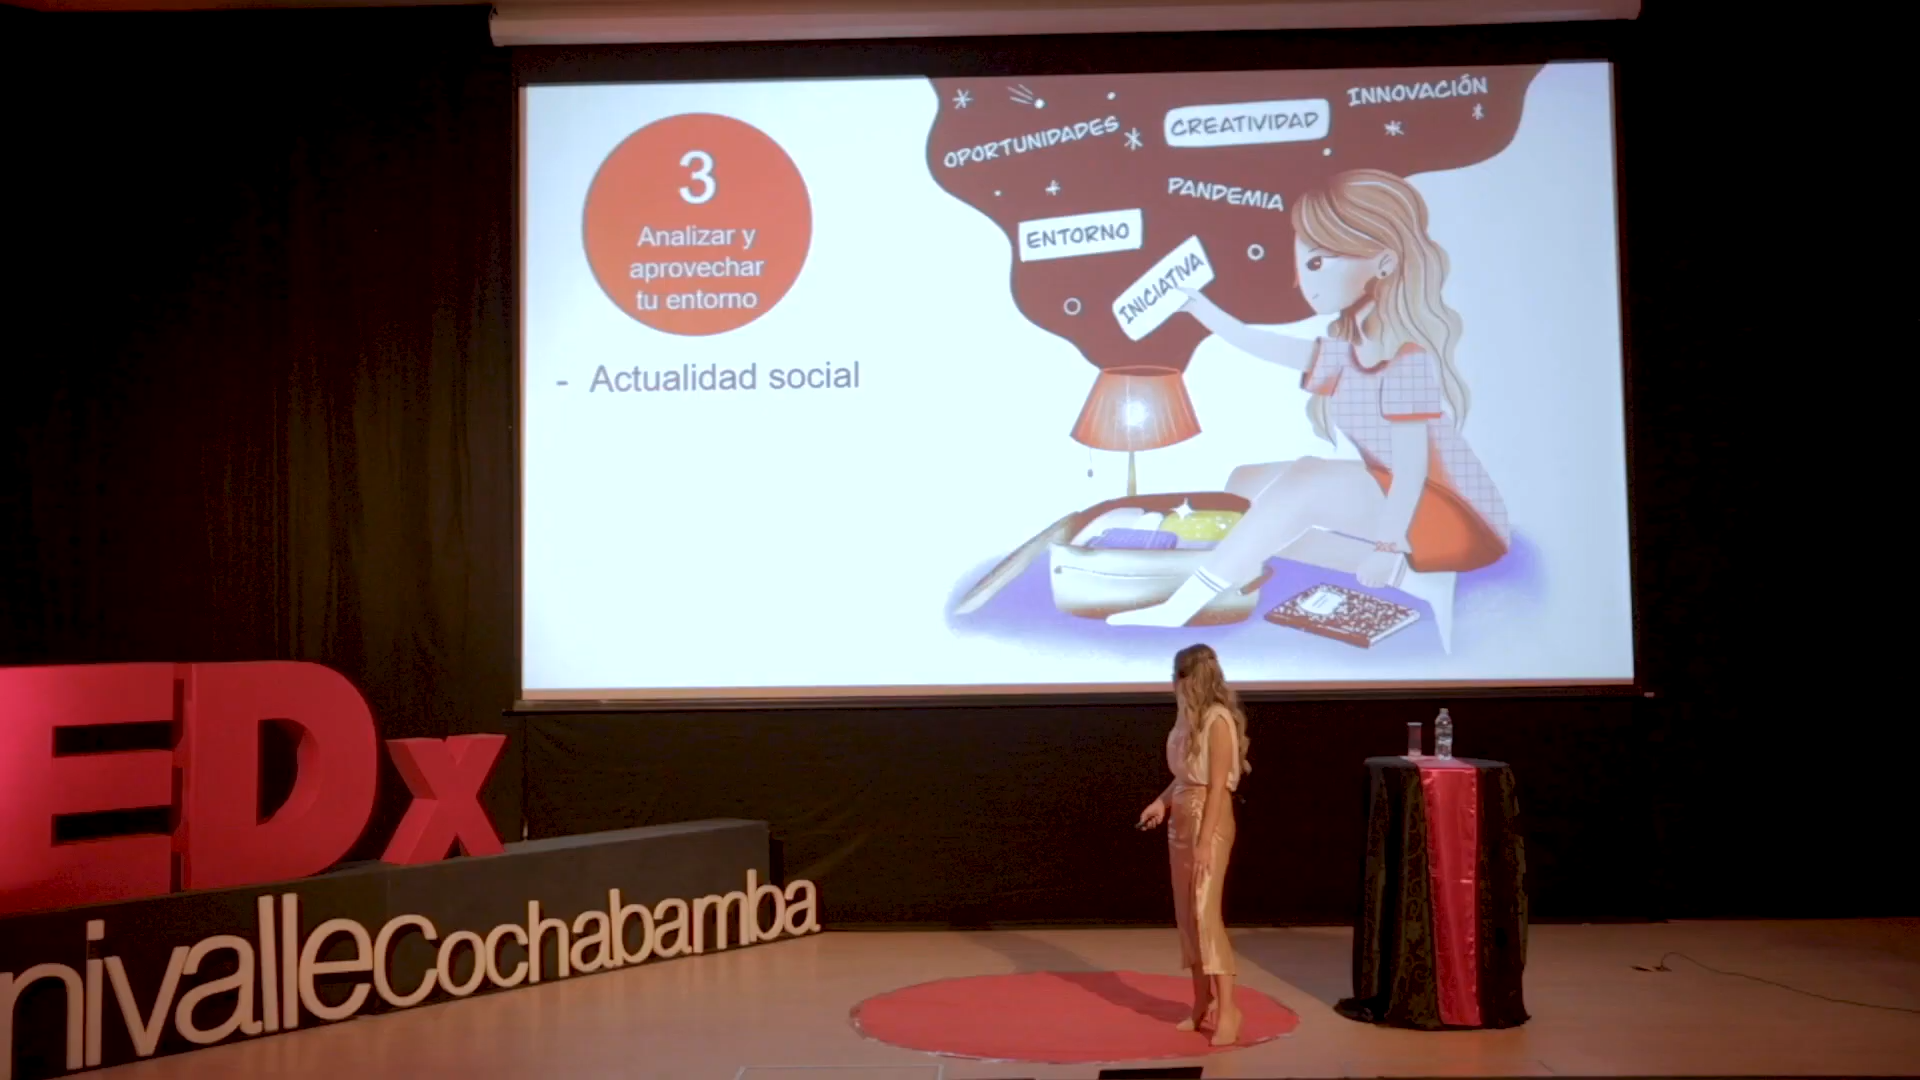 3
Analizar y
aprovechar
tu entorno
- Actualidad social
OPORTUNIDADES
CREATIVIDAD
INNOVACIÓN
PANDEMIA
ENTORNO
INICIATIVA
EDx
nivalleCochabamba